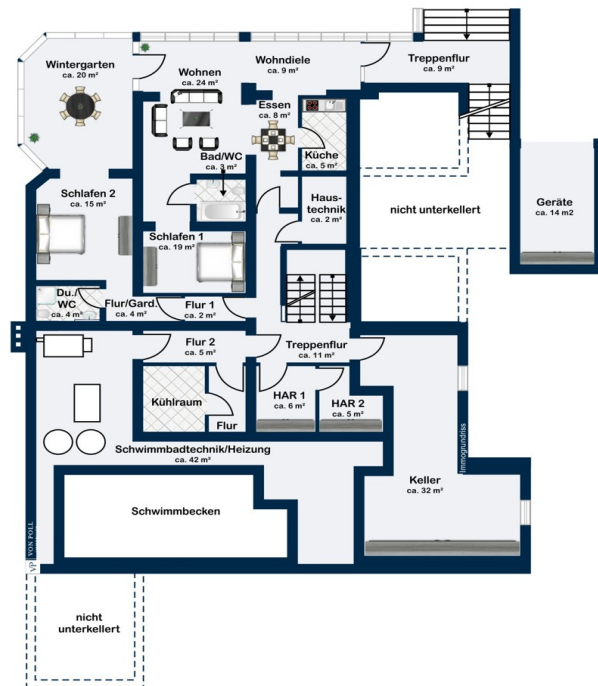 Wintergarten
ca. 20 m²
Wohnen
ca. 24 m²
Wohndiele
ca. 9 m²
Treppenflur
ca. 9 m²
Essen
ca. 8 m²
Bad/WC
ca. 3 m²
Küche
ca. 5 m²
Schlafen 2
ca. 15 m²
Haus-
technik
ca. 2 m²
nicht unterkellert
Geräte
ca. 14 m2
Schlafen 1
ca. 19 m²
Du./
WC
ca. 4 m²
Flur/Gard.
ca. 4 m²
Flur 1
ca. 2 m²
Flur 2
ca. 5 m²
Treppenflur
ca. 11 m²
Kühlraum
Flur
HAR 1
ca. 6 m²
HAR 2
ca. 5 m²
Immogrundriss
Schwimmbadtechnik/Heizung
ca. 42 m²
Keller
ca. 32 m²
Schwimmbecken
VP VON POLL
nicht
unterkellert